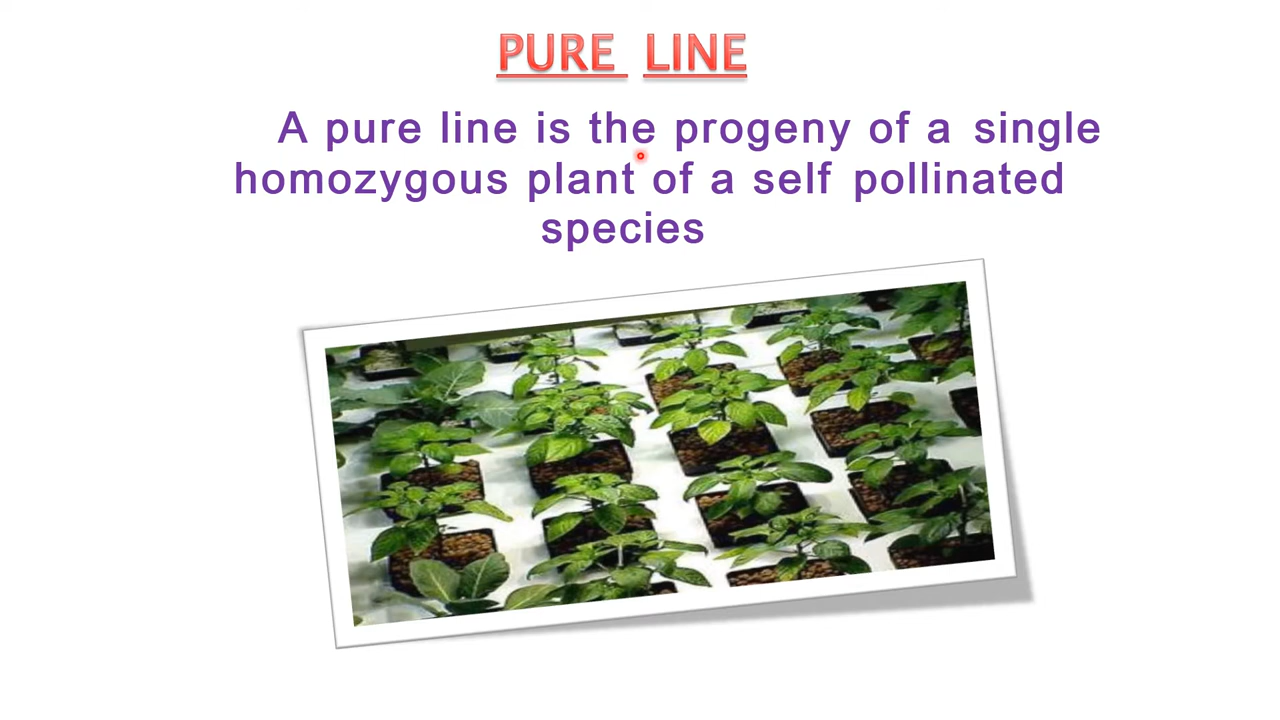 PURE LINE
A pure line is the progeny of a single
homozygous plant of a self pollinated
species